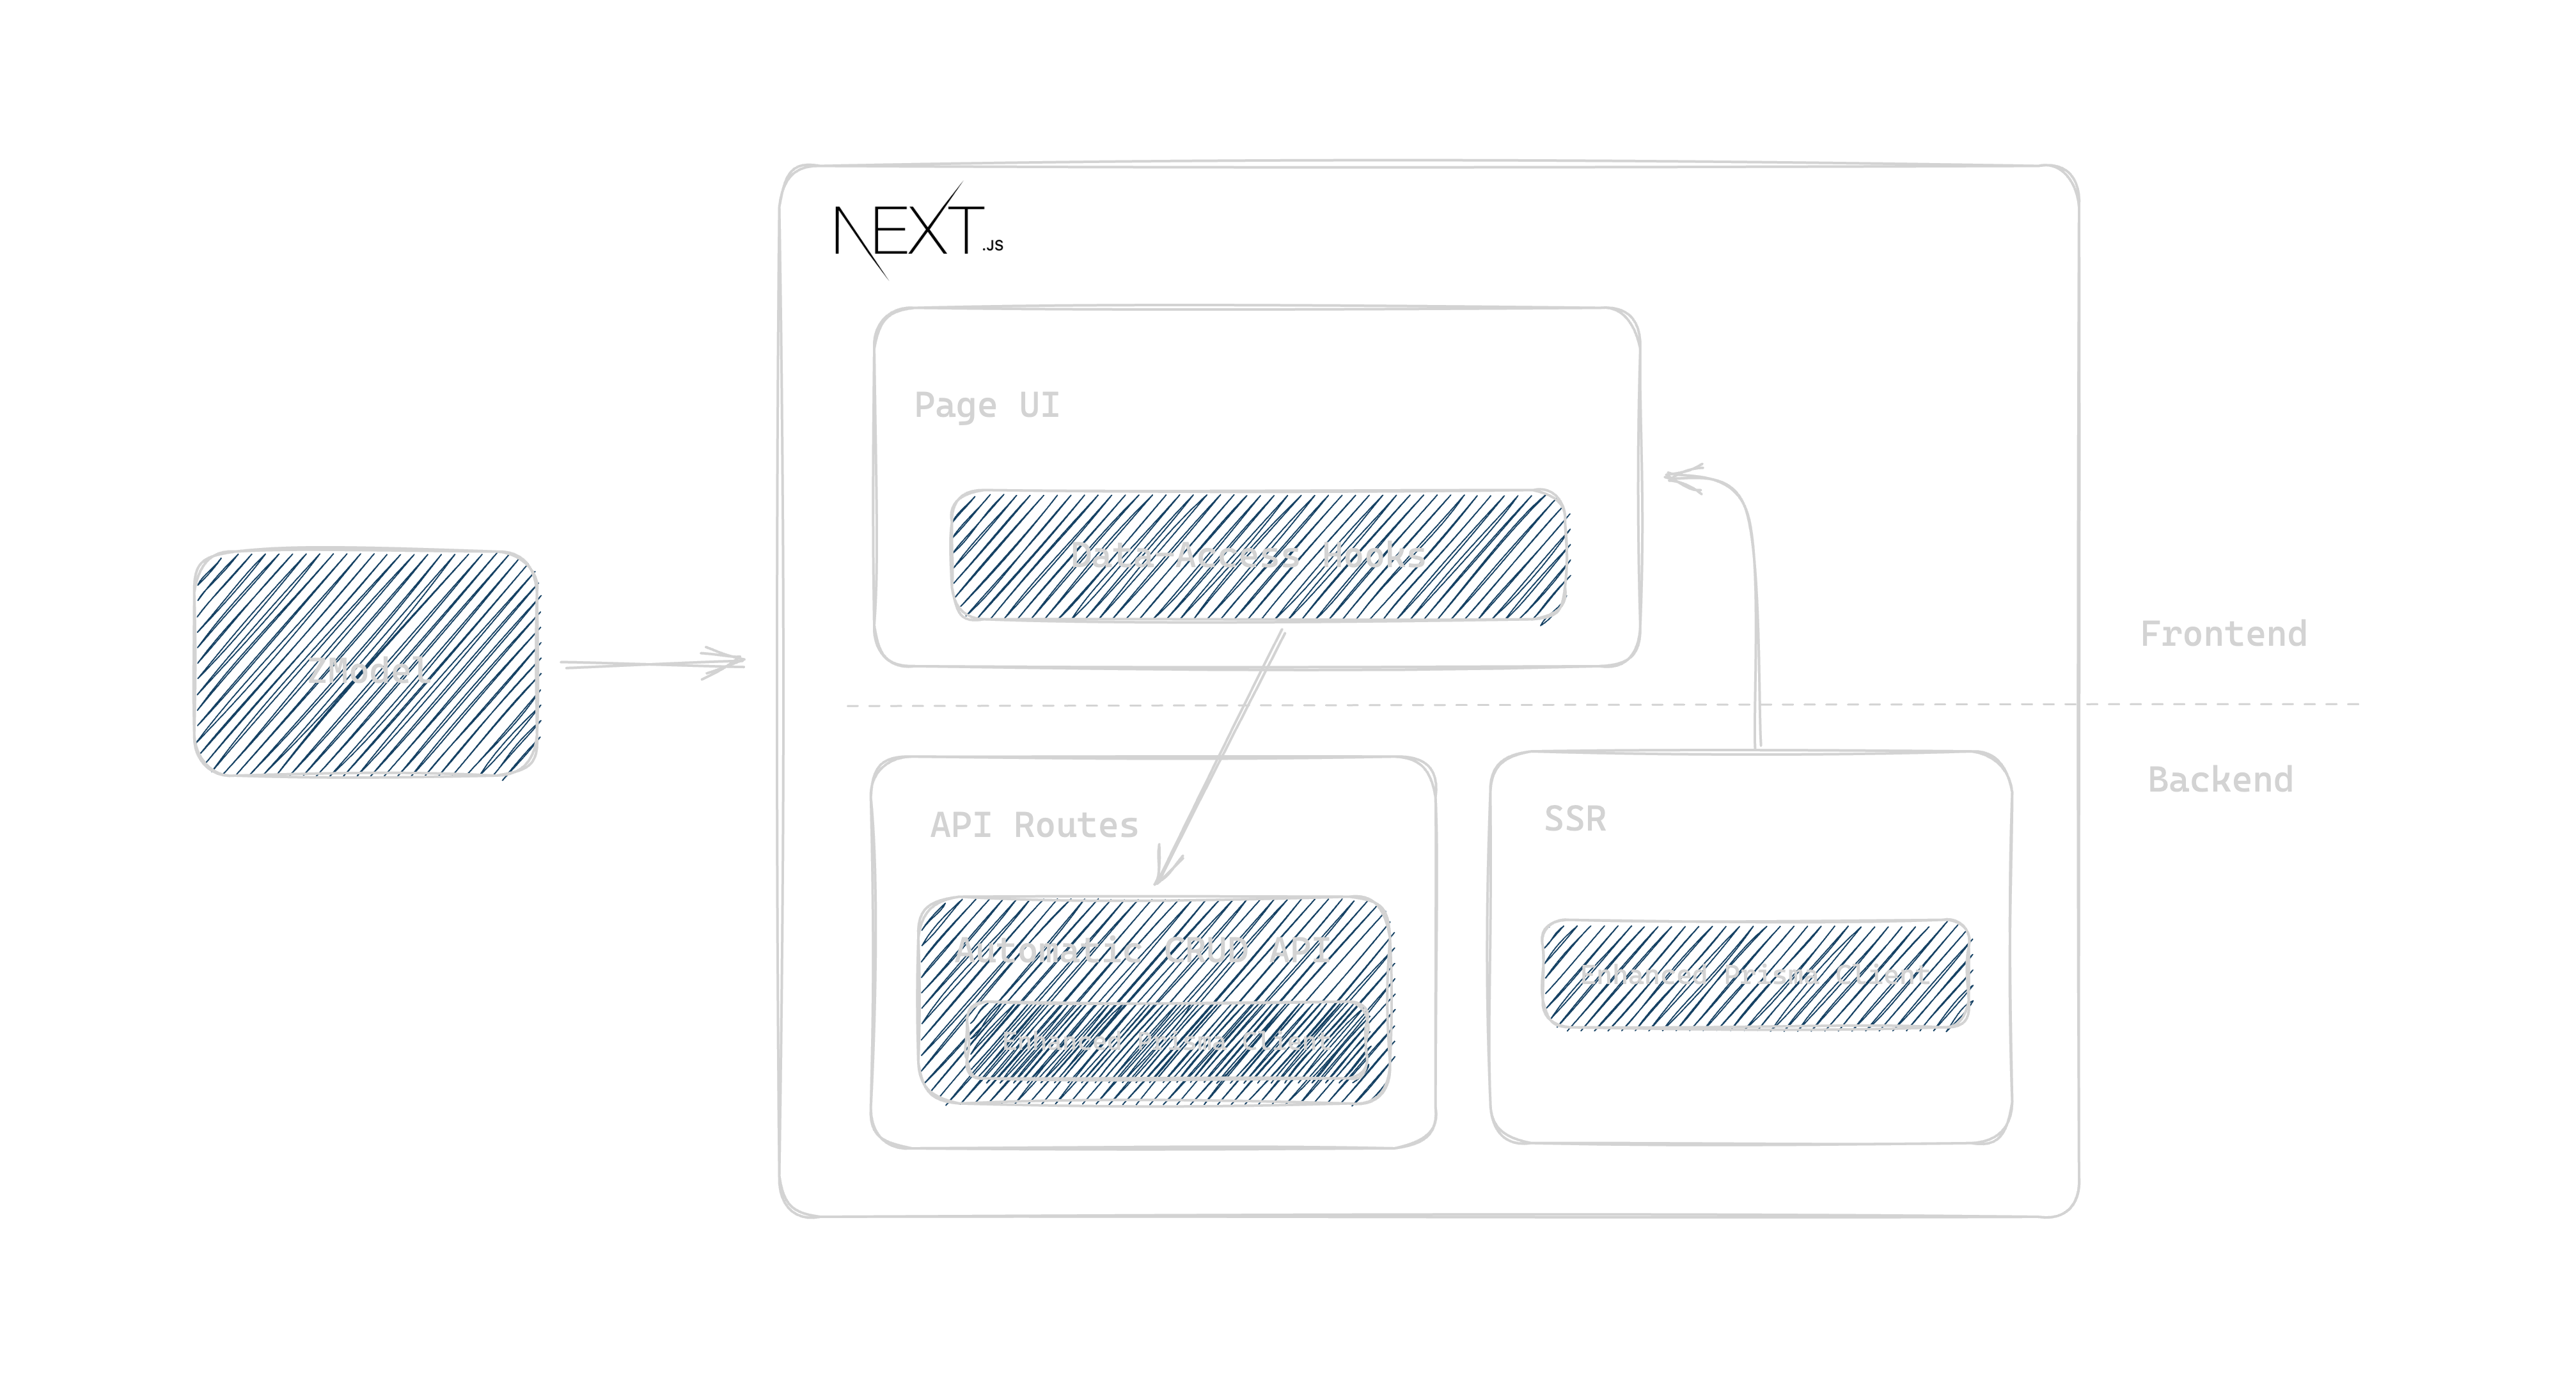 NEXT.JS
Page UI
Data-Access Hooks
ZModel
Frontend
Backend
API Routes
SSR
Automatic CRUD API
Enhanced Prisma Client
Enhanced Prisma Client